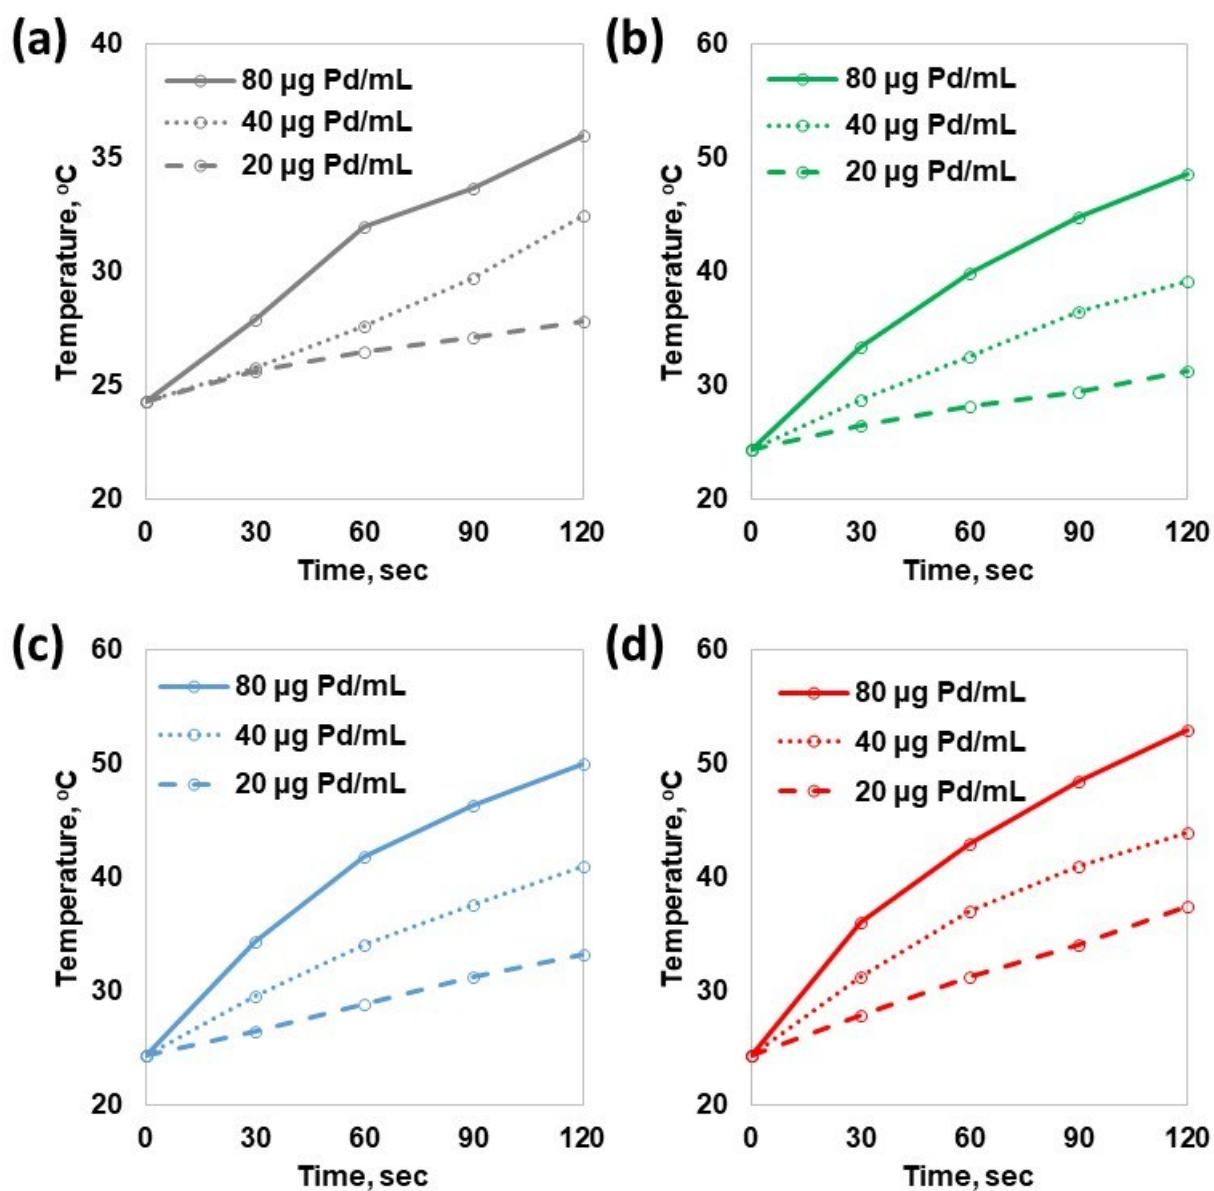 (a)
40
35
30
25
20
Temperature, ºC
80 µg Pd/mL
40 µg Pd/mL
20 µg Pd/mL
0 30 60 90 120
Time, sec
(b)
60
50
40
30
20
Temperature, ºC
80 µg Pd/mL
40 µg Pd/mL
20 µg Pd/mL
0 30 60 90 120
Time, sec
(c)
60
50
40
30
20
Temperature, ºC
80 µg Pd/mL
40 µg Pd/mL
20 µg Pd/mL
0 30 60 90 120
Time, sec
(d)
60
50
40
30
20
Temperature, ºC
80 µg Pd/mL
40 µg Pd/mL
20 µg Pd/mL
0 30 60 90 120
Time, sec